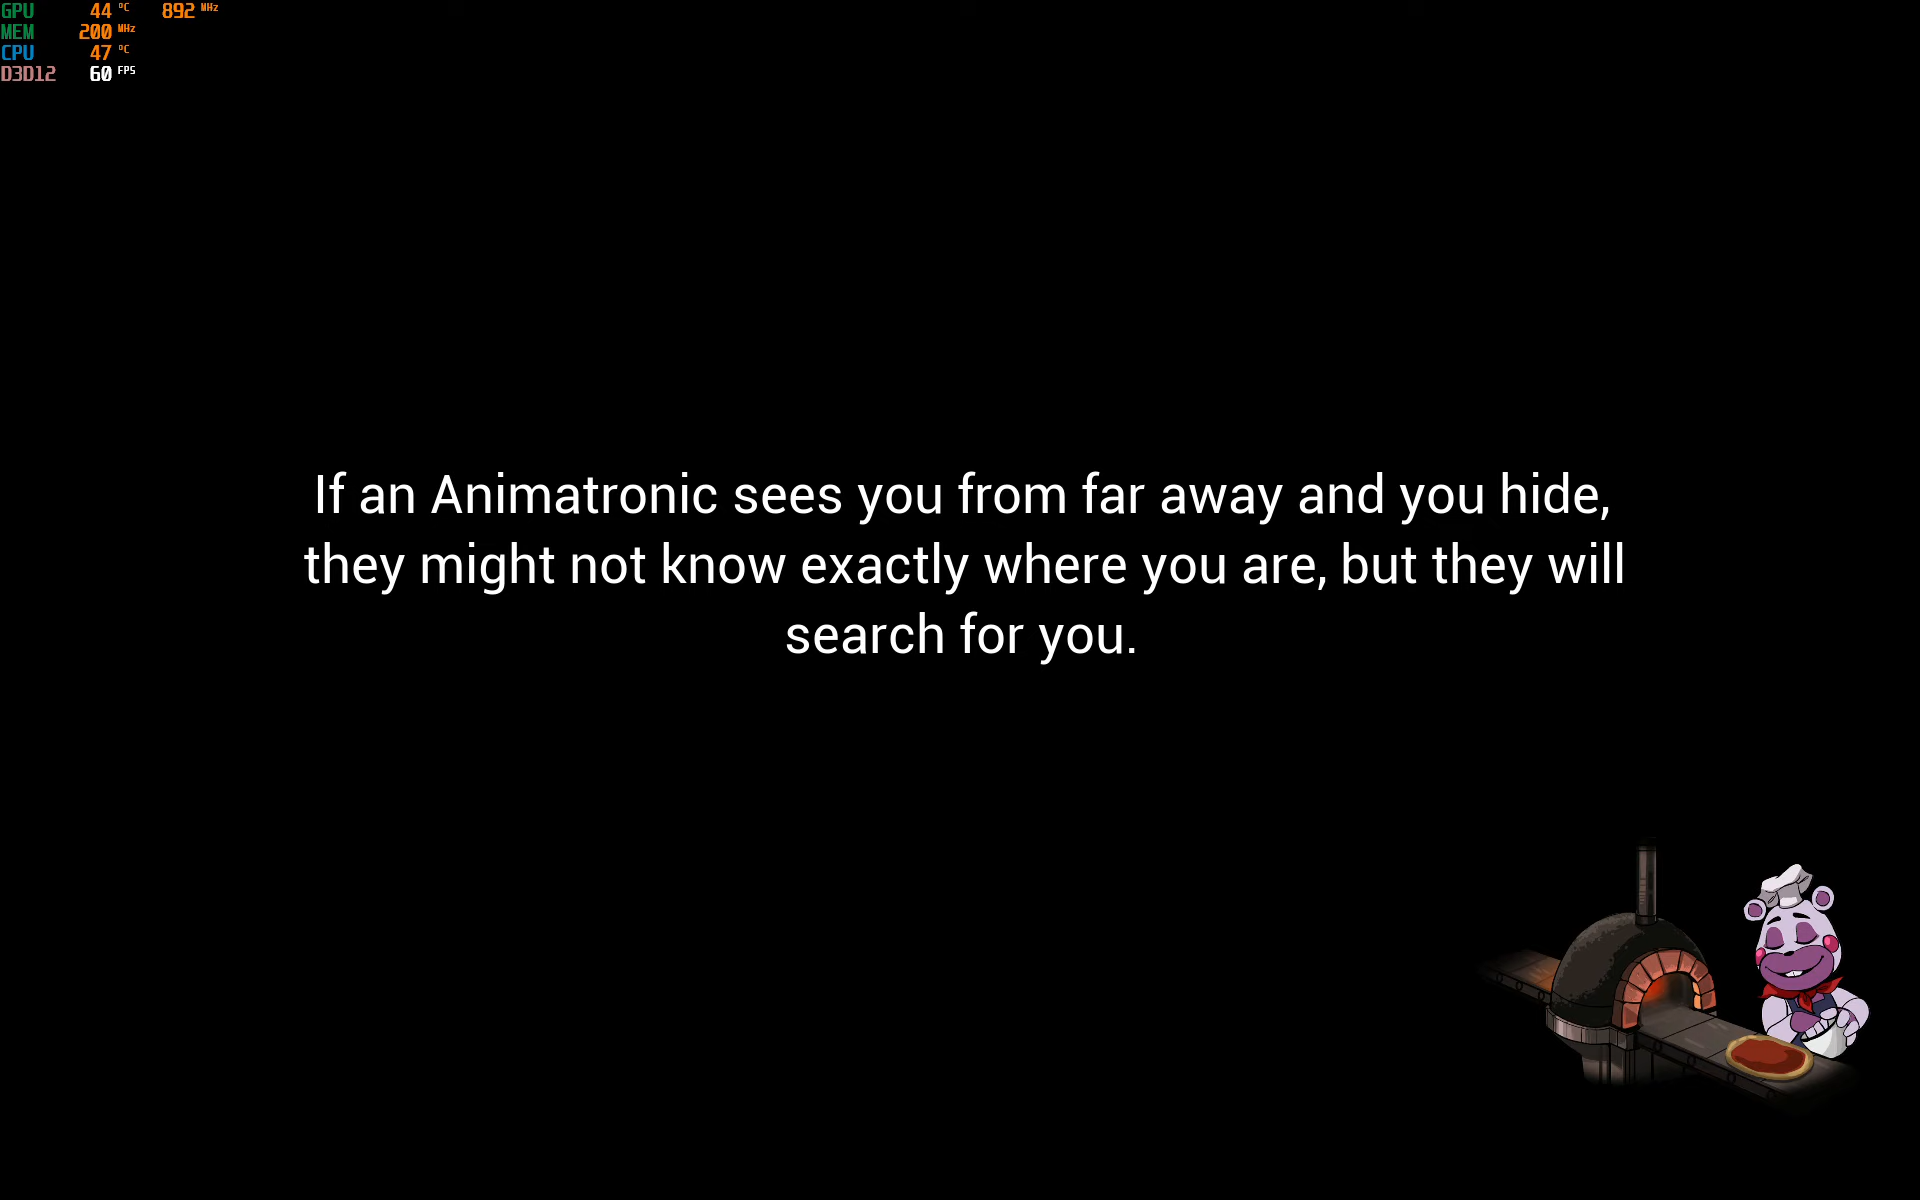 GPU 44 °C 892 MHz
MEM 200 MHz
CPU 47 °C
D3D12 60 FPS
If an Animatronic sees you from far away and you hide,
they might not know exactly where you are, but they will
search for you.